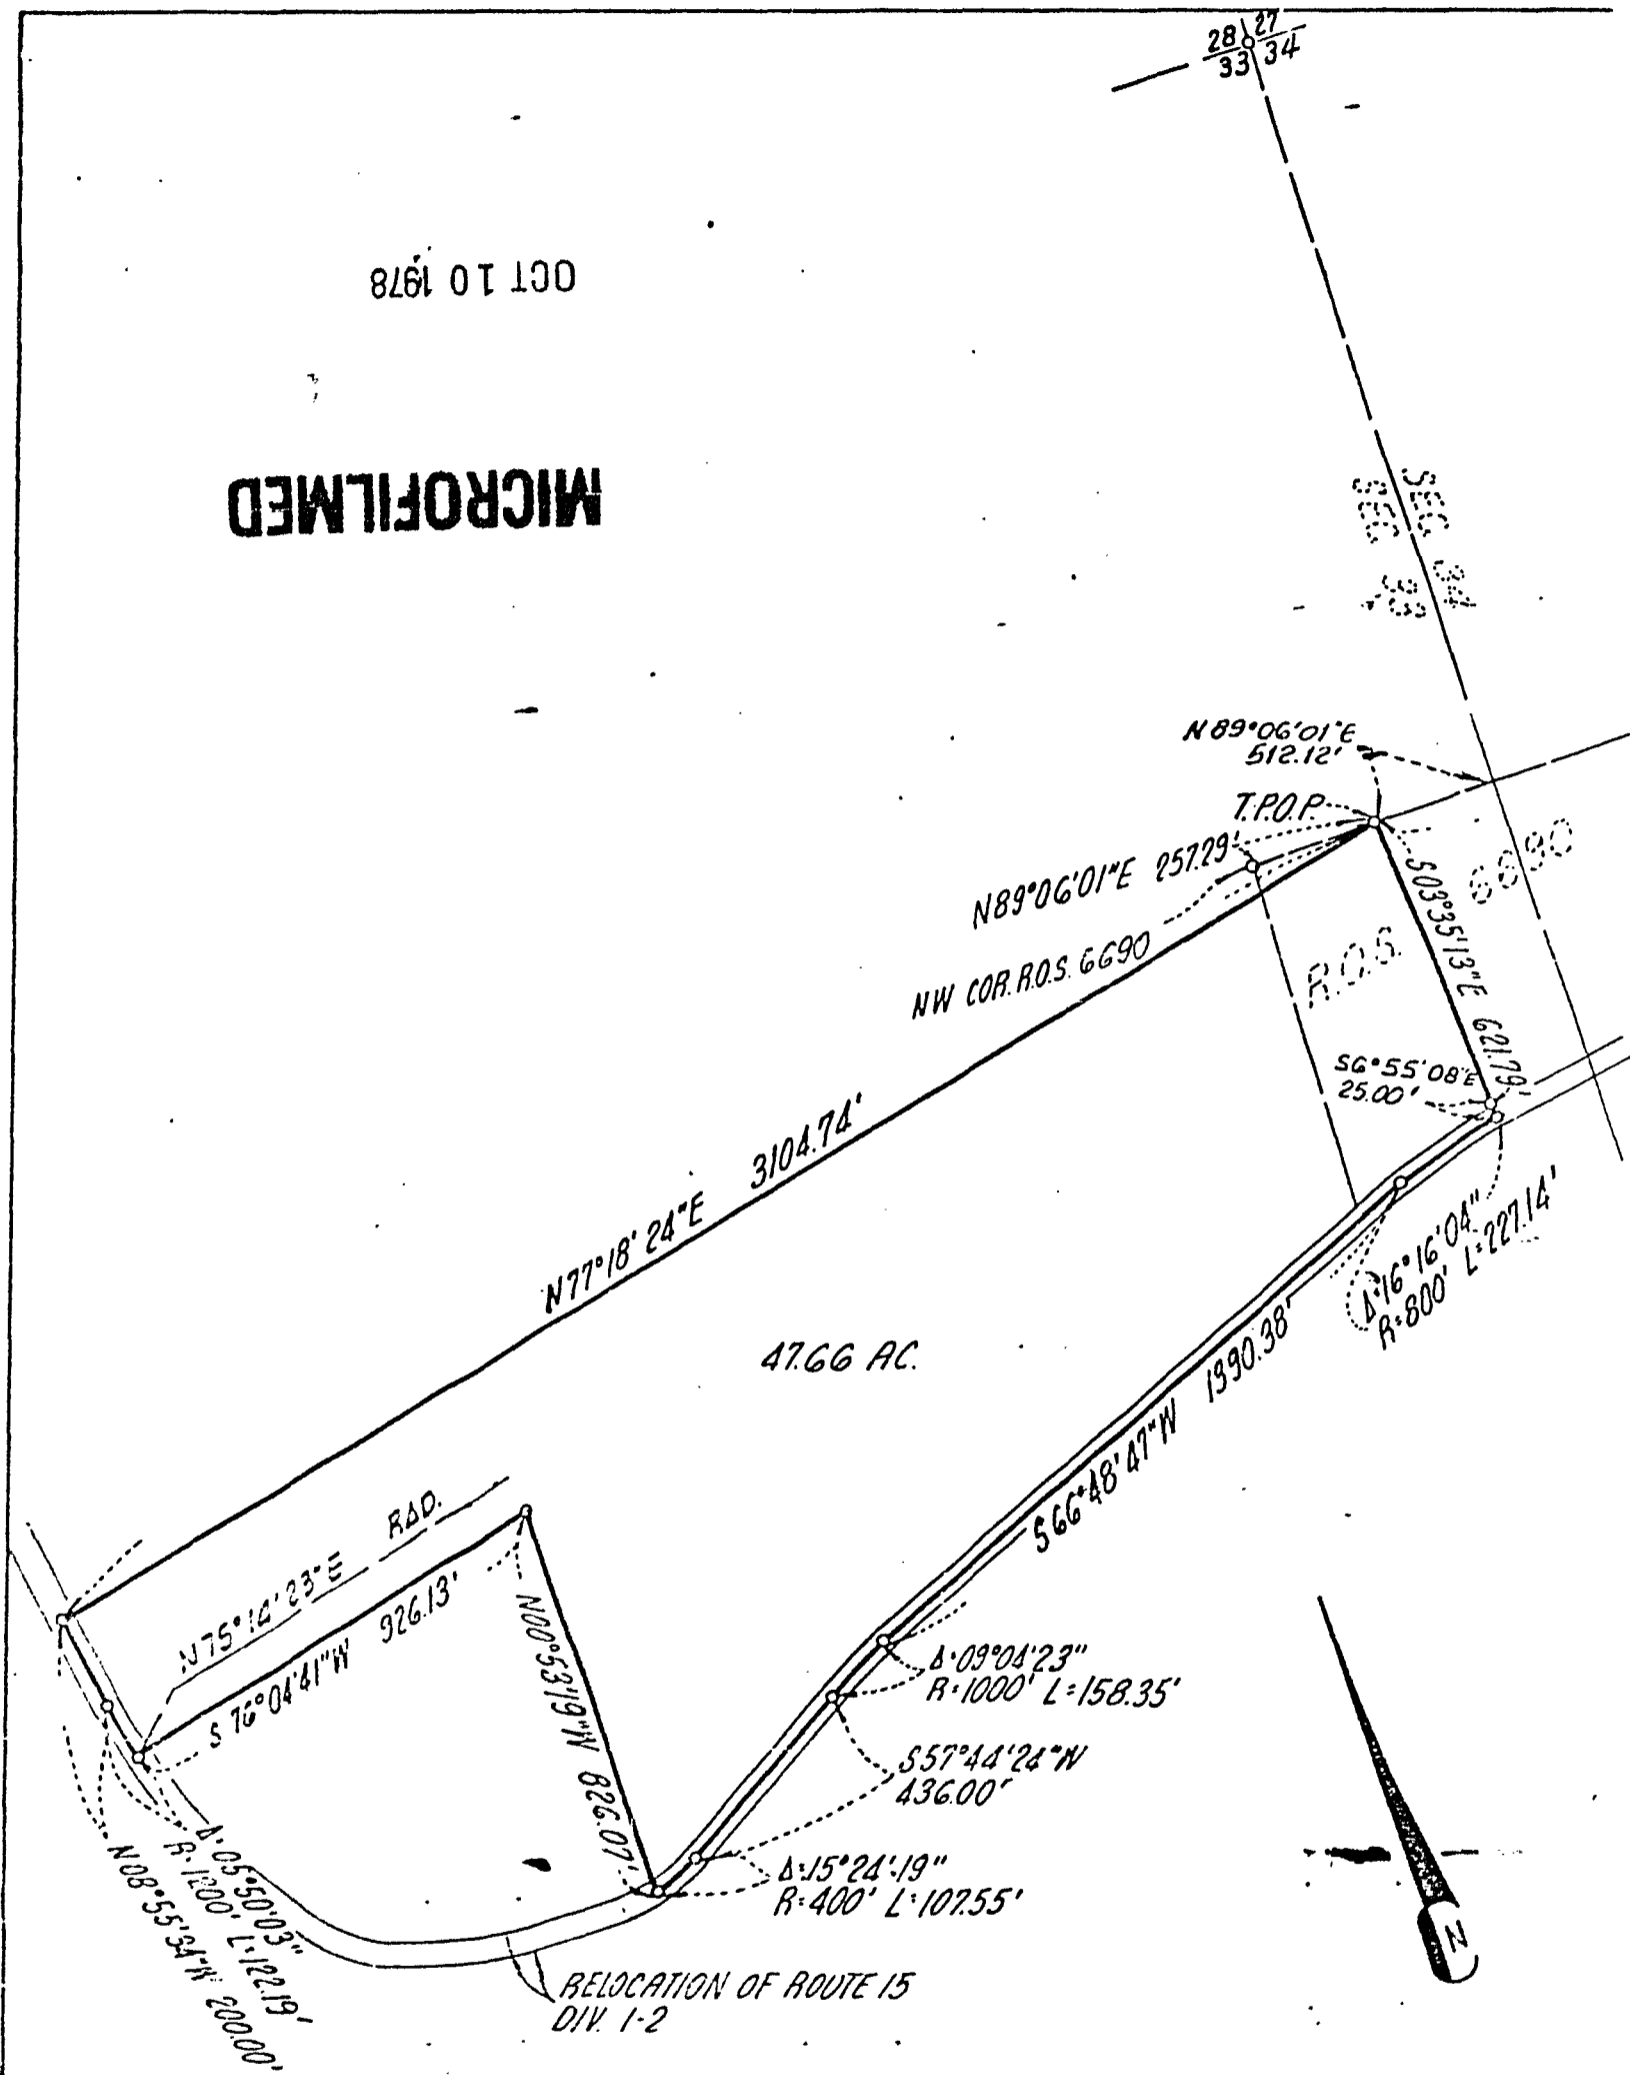 28 27
33 34
OCT 10 1978
MICROFILMED
SEC 34
SEC 33
N89°06'01"E
512.12'
T.P.O.P.
N89°06'01"E 257.29'
NW COR. R.O.S. 6690
R.O.S. 6690
S03°35'13"E 621.79'
S6°55'08"E
25.00'
N77°18'24"E 3104.74'
Δ=16°16'04"
R=800' L=227.14'
47.66 AC.
S66°48'47"W 1990.38'
N75°14'23"E RAD.
S76°04'41"W 926.13'
N00°53'19"W 826.07'
Δ=09°04'23"
R=1000' L=158.35'
S57°44'24"W
436.00'
Δ=15°24'19"
R=400' L=107.55'
Δ=05°50'03"
R=1200' L=122.19'
N08°55'34"W 200.00'
RELOCATION OF ROUTE 15
DIV. 1-2
N